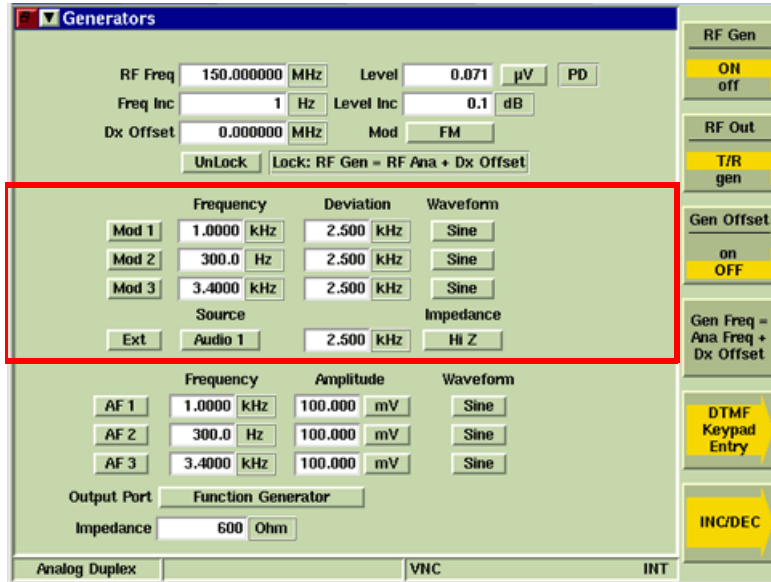 Generators
RF Freq 150.000000 MHz Level 0.071 µV PD
Freq Inc 1 Hz Level Inc 0.1 dB
Dx Offset 0.000000 MHz Mod FM
UnLock Lock: RF Gen = RF Ana + Dx Offset
Frequency Deviation Waveform
Mod 1 1.0000 kHz 2.500 kHz Sine
Mod 2 300.0 Hz 2.500 kHz Sine
Mod 3 3.4000 kHz 2.500 kHz Sine
Source Impedance
Ext Audio 1 2.500 kHz Hi Z
Frequency Amplitude Waveform
AF 1 1.0000 kHz 100.000 mV Sine
AF 2 300.0 Hz 100.000 mV Sine
AF 3 3.4000 kHz 100.000 mV Sine
Output Port Function Generator
Impedance 600 Ohm
Analog Duplex VNC INT
RF Gen
ON
off
RF Out
T/R
gen
Gen Offset
on
OFF
Gen Freq =
Ana Freq +
Dx Offset
DTMF
Keypad
Entry
INC/DEC